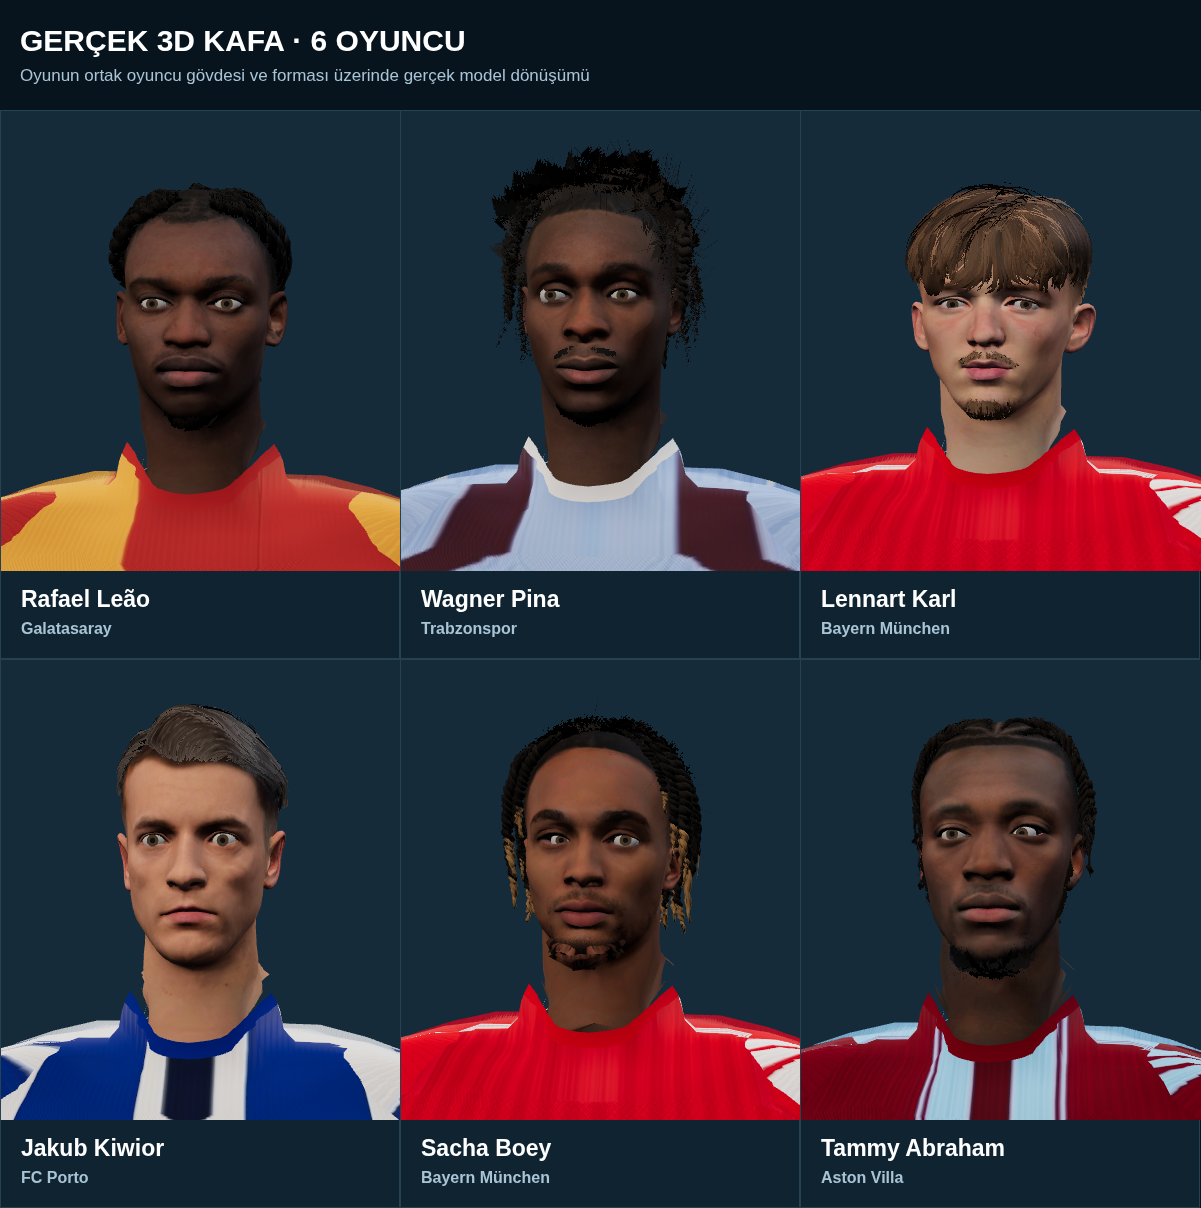 GERÇEK 3D KAFA · 6 OYUNCU
Oyunun ortak oyuncu gövdesi ve forması üzerinde gerçek model dönüşümü
Rafael Leão
Galatasaray
Wagner Pina
Trabzonspor
Lennart Karl
Bayern München
Jakub Kiwior
FC Porto
Sacha Boey
Bayern München
Tammy Abraham
Aston Villa